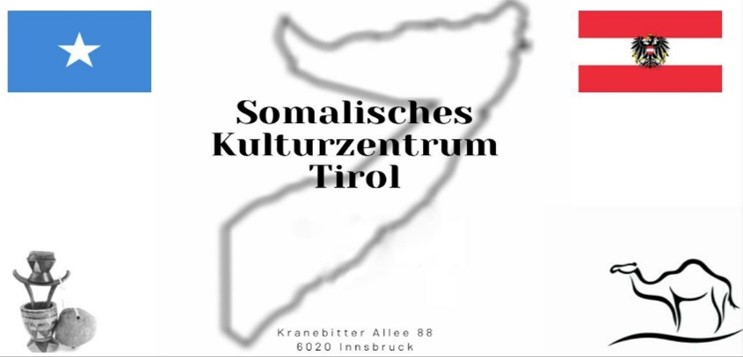 Somalisches
Kulturzentrum
Tirol
Kranebitter Allee 88
6020 Innsbruck